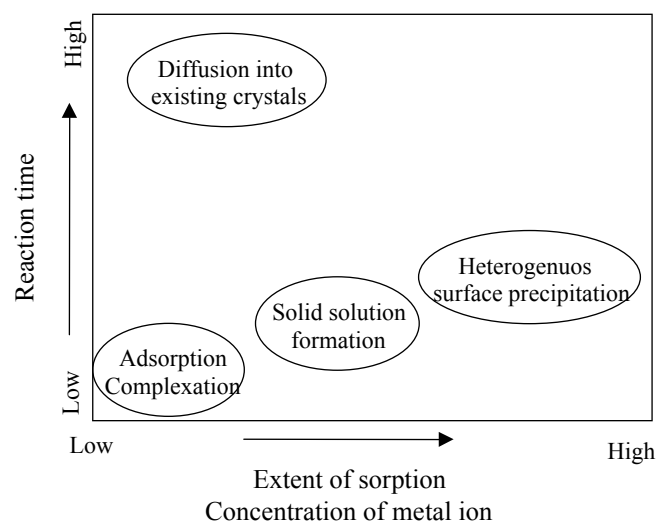 High
Diffusion into
existing crystals
Reaction time
Heterogenuos
surface precipitation
Solid solution
formation
Adsorption
Complexation
Low
Low
High
Extent of sorption
Concentration of metal ion